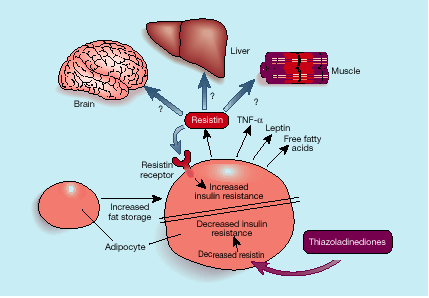 Liver
Muscle
Brain
?
?
?
Resistin
TNF-α
Leptin
Free fatty
acids
Resistin
receptor
Increased
insulin resistance
Increased
fat storage
Decreased insulin
resistance
Adipocyte
Decreased resistin
Thiazoladinediones